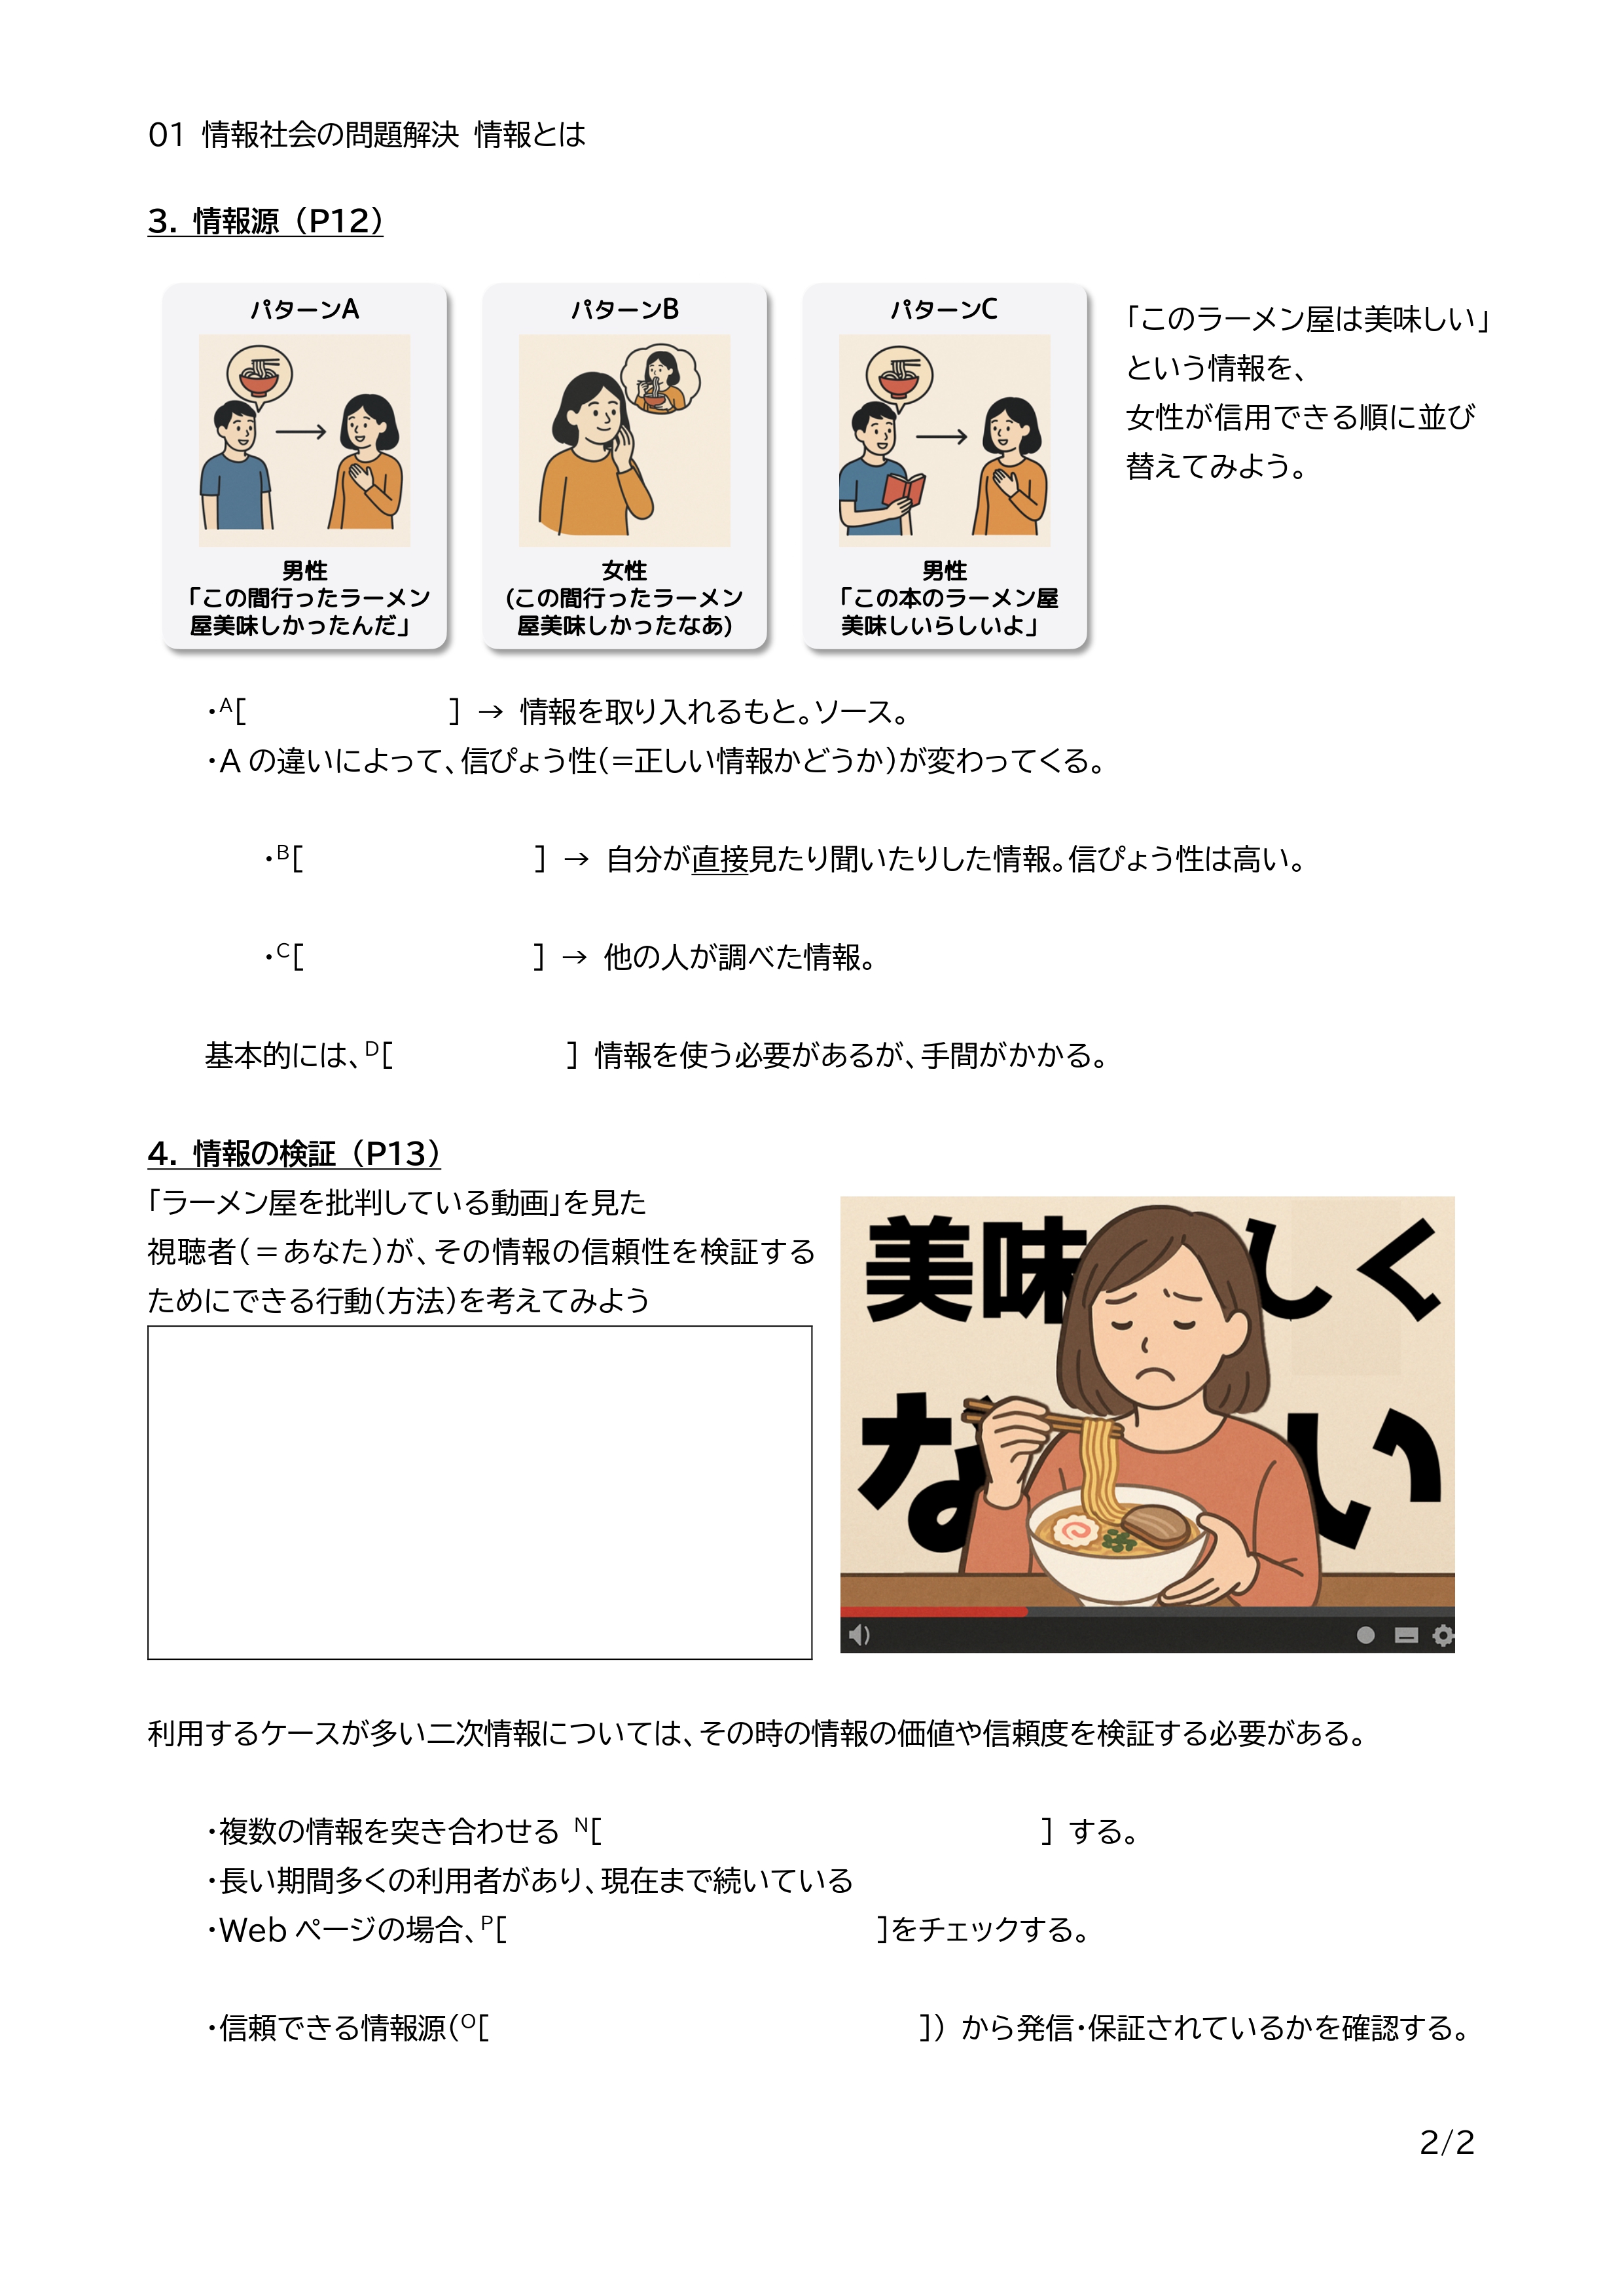 01 情報社会の問題解決 情報とは
3. 情報源（P12）
パターンA
男性
「この間行ったラーメン
屋美味しかったんだ」
パターンB
女性
(この間行ったラーメン
屋美味しかったなあ)
パターンC
男性
「この本のラーメン屋
美味しいらしいよ」
「このラーメン屋は美味しい」
という情報を、
女性が信用できる順に並び
替えてみよう。
・A[ ] → 情報を取り入れるもと。ソース。
・A の違いによって、信ぴょう性(=正しい情報かどうか)が変わってくる。
・B[ ] → 自分が直接見たり聞いたりした情報。信ぴょう性は高い。
・C[ ] → 他の人が調べた情報。
基本的には、D[ ] 情報を使う必要があるが、手間がかかる。
4. 情報の検証（P13）
「ラーメン屋を批判している動画」を見た
視聴者(＝あなた)が、その情報の信頼性を検証する
ためにできる行動(方法)を考えてみよう
美味しく
ない
利用するケースが多い二次情報については、その時の情報の価値や信頼度を検証する必要がある。
・複数の情報を突き合わせる N[ ] する。
・長い期間多くの利用者があり、現在まで続いている
・Web ページの場合、P[ ]をチェックする。
・信頼できる情報源(O[ ]) から発信・保証されているかを確認する。
2/2